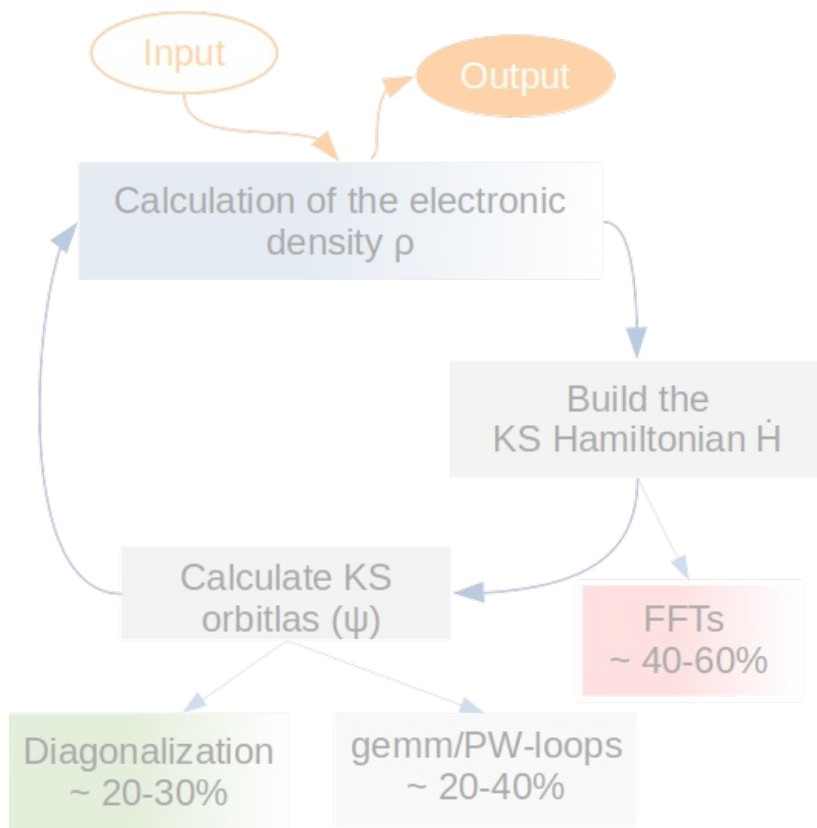 Input
Output
Calculation of the electronic
density ρ
Build the
KS Hamiltonian Ḣ
Calculate KS
orbitlas (ψ)
FFTs
~ 40-60%
Diagonalization
~ 20-30%
gemm/PW-loops
~ 20-40%